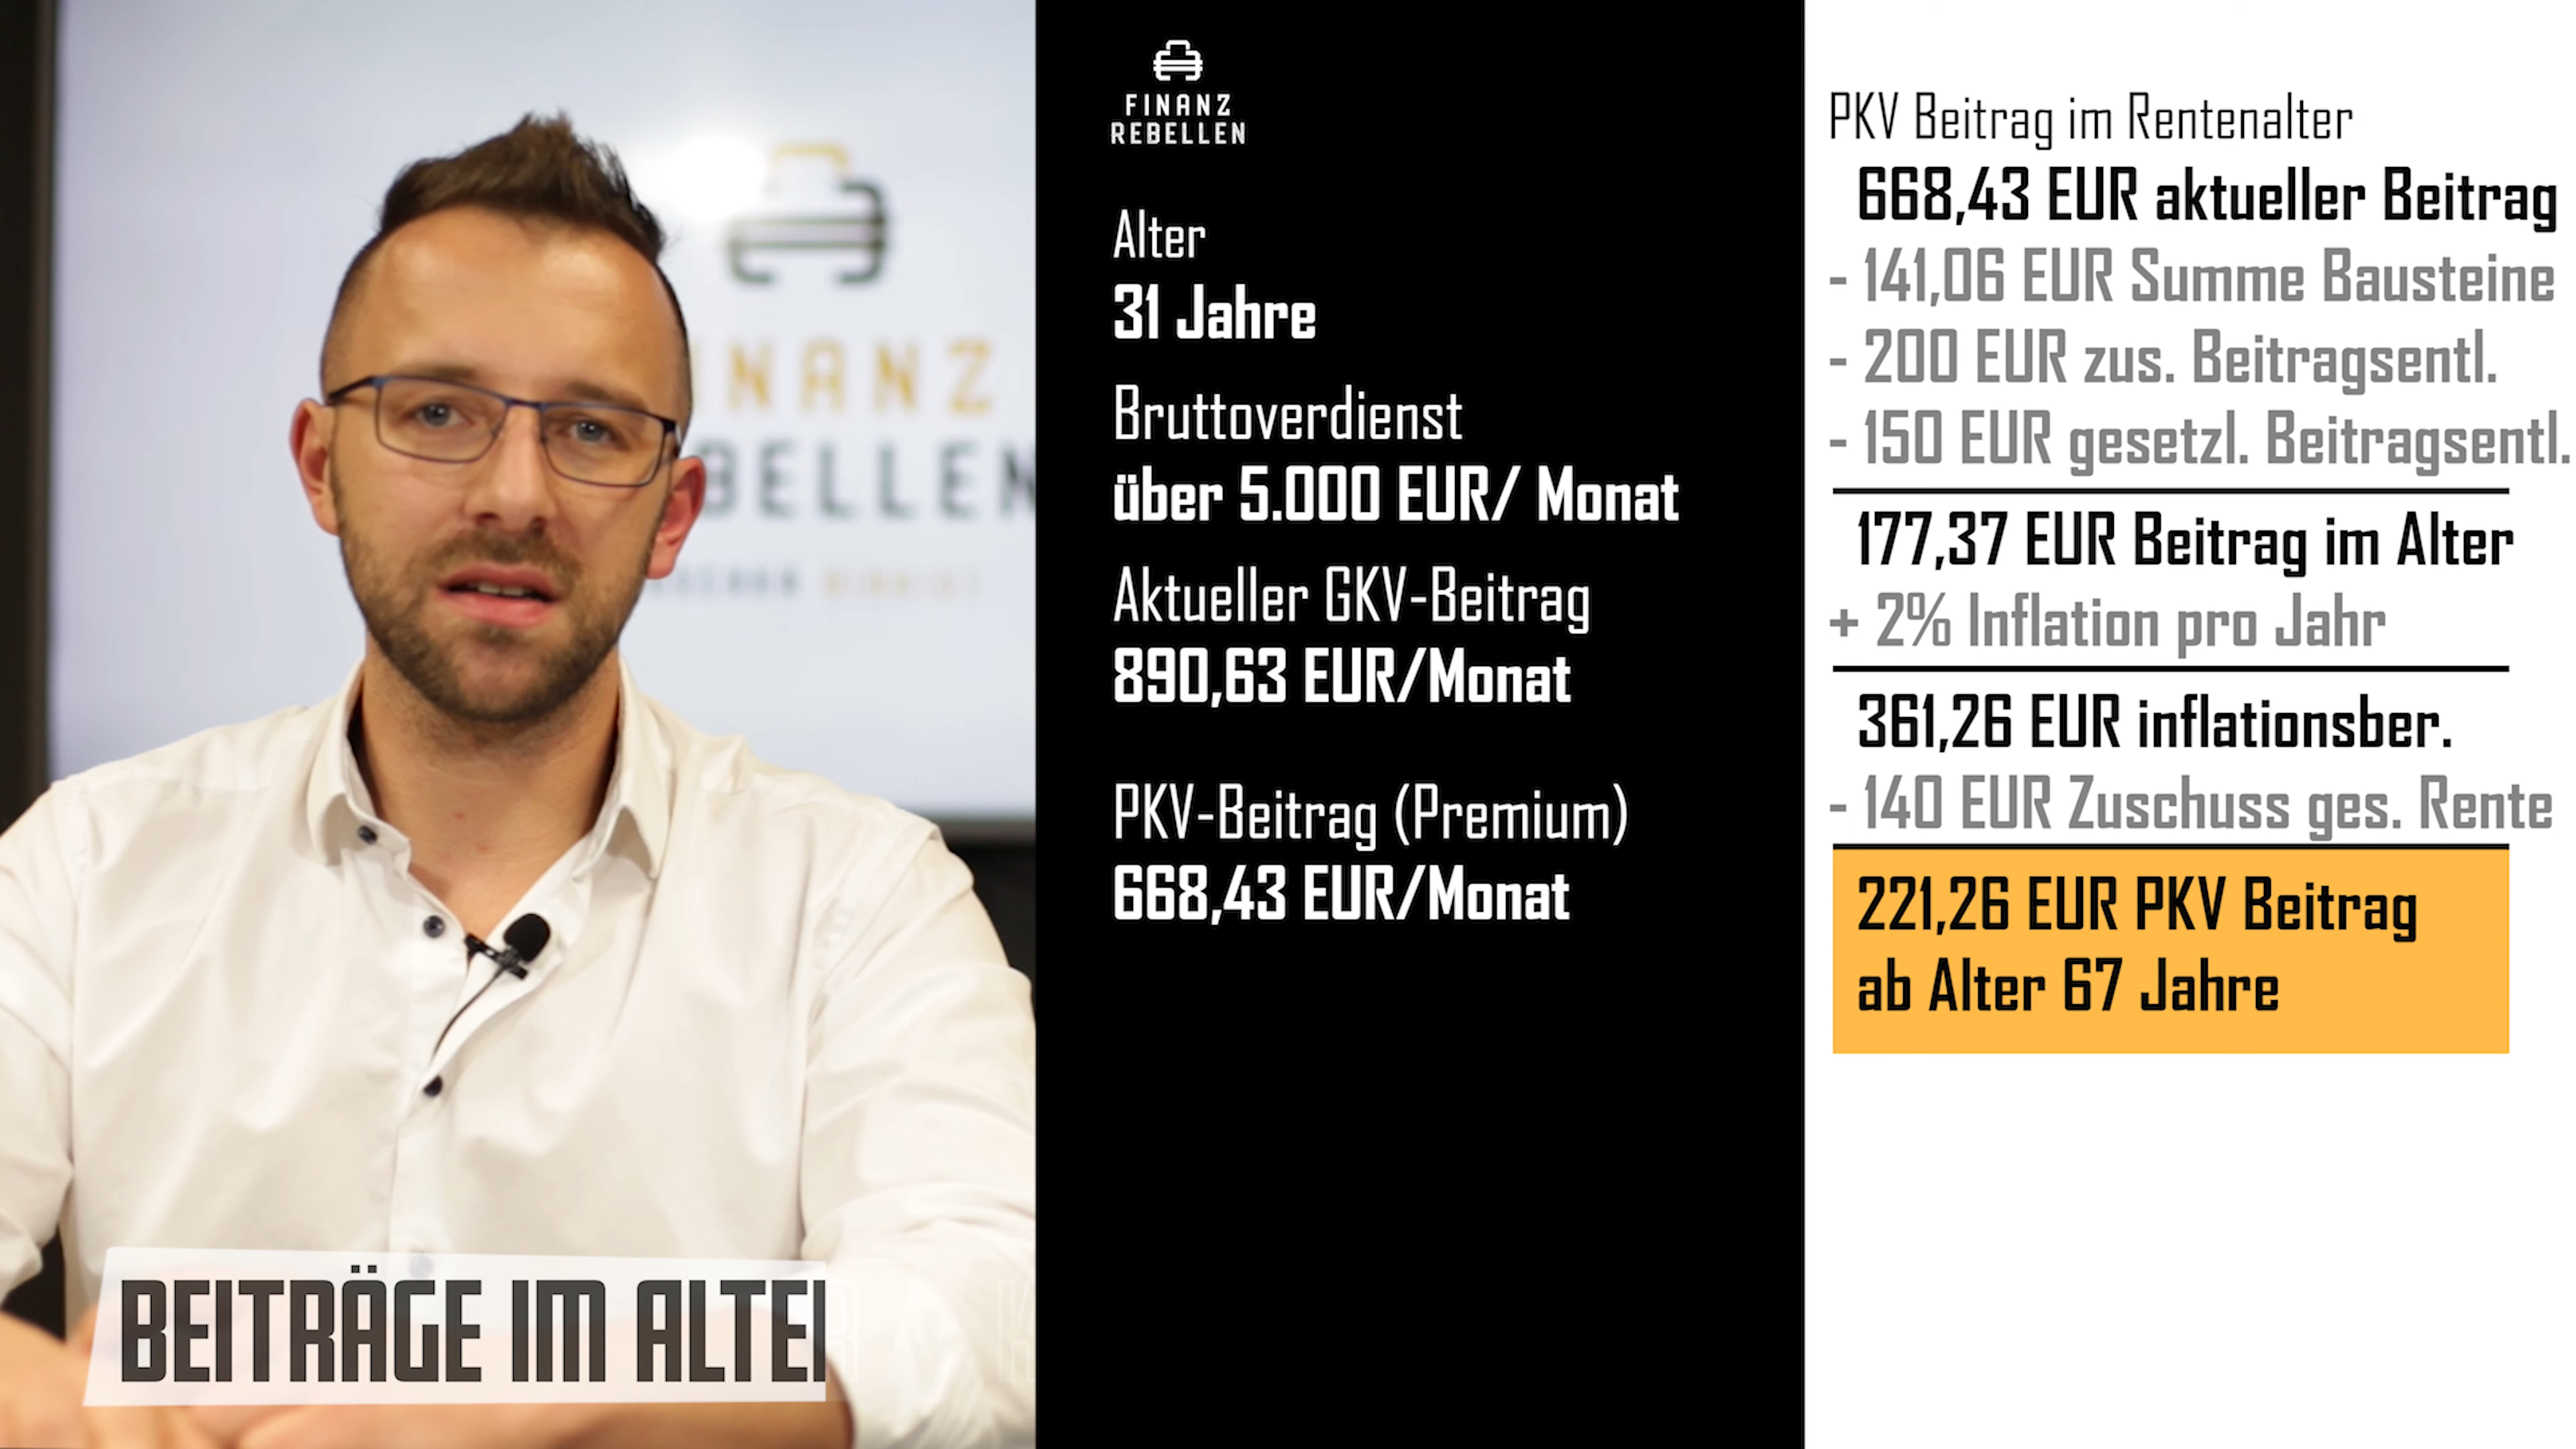 FINANZ
REBELLEN
BEITRÄGE IM ALTER
FINANZ
REBELLEN
Alter
31 Jahre
Bruttoverdienst
über 5.000 EUR/ Monat
Aktueller GKV-Beitrag
890,63 EUR/Monat
PKV-Beitrag (Premium)
668,43 EUR/Monat
PKV Beitrag im Rentenalter
668,43 EUR aktueller Beitrag
- 141,06 EUR Summe Bausteine
- 200 EUR zus. Beitragsentl.
- 150 EUR gesetzl. Beitragsentl.
177,37 EUR Beitrag im Alter
+ 2% Inflation pro Jahr
361,26 EUR inflationsber.
- 140 EUR Zuschuss ges. Rente
221,26 EUR PKV Beitrag
ab Alter 67 Jahre